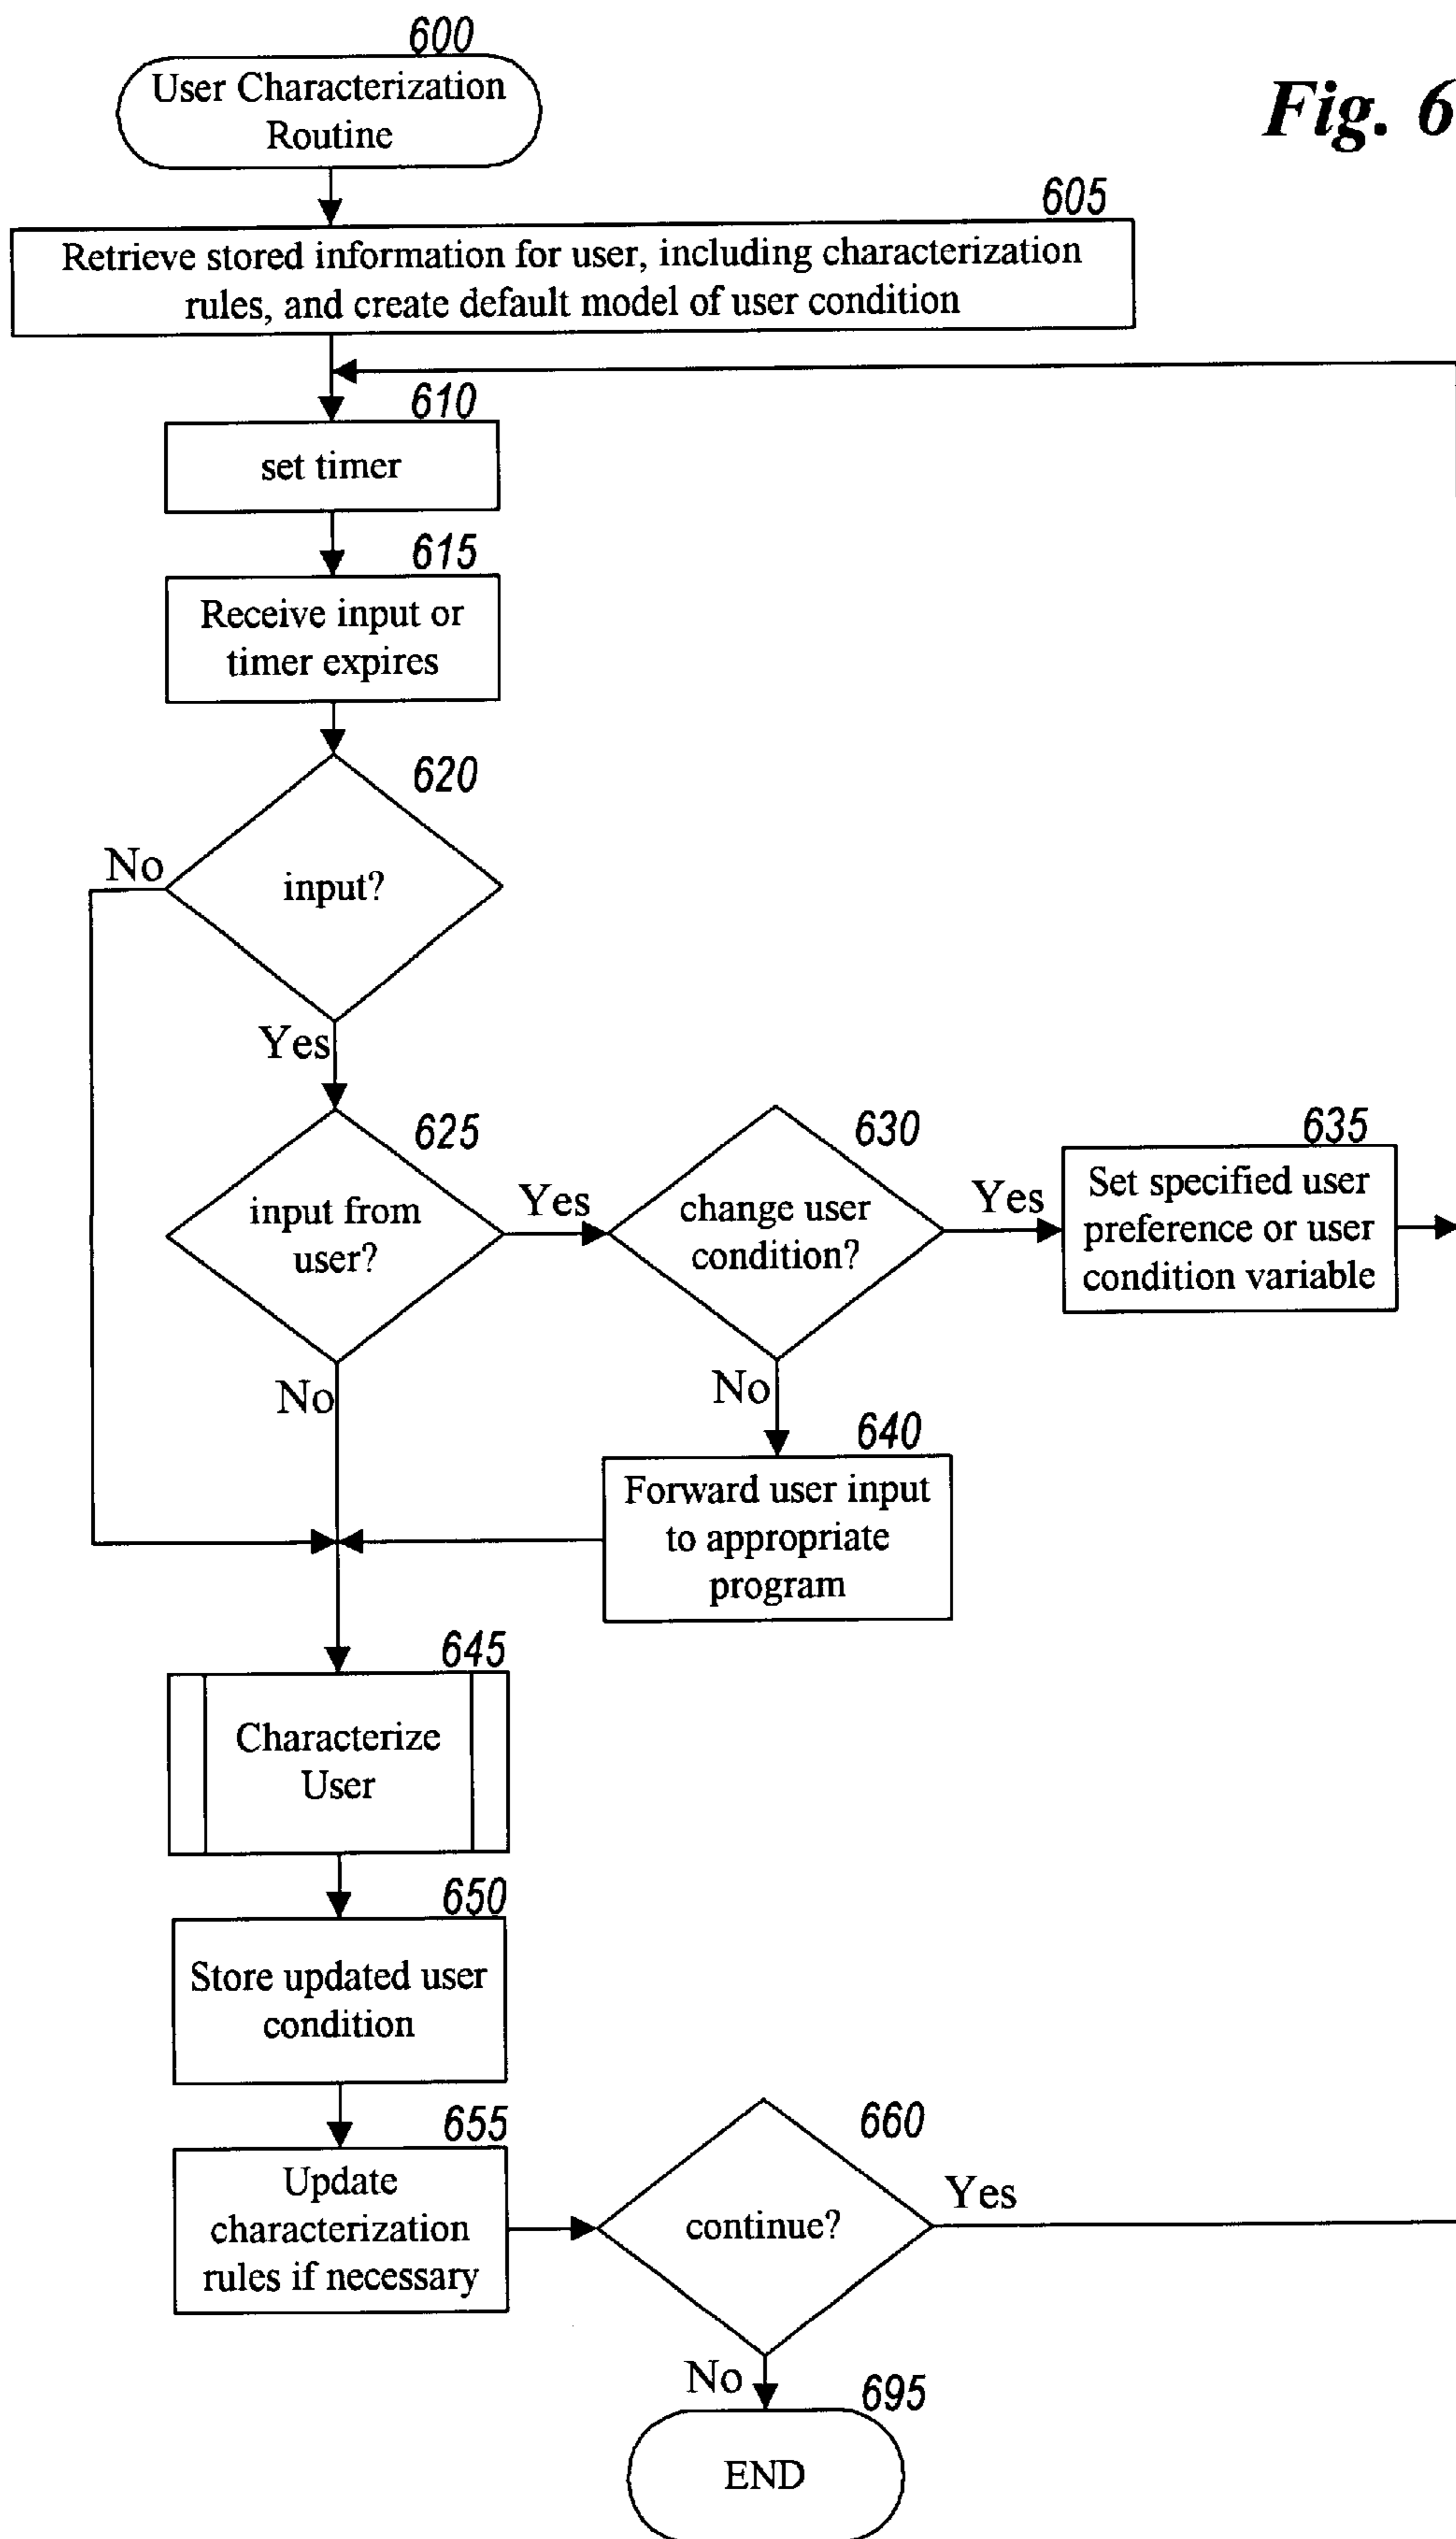 600
User Characterization
Routine
Fig. 6
605
Retrieve stored information for user, including characterization
rules, and create default model of user condition
610
set timer
615
Receive input or
timer expires
620
No
input?
Yes
625
input from
user?
Yes
630
change user
condition?
Yes
635
Set specified user
preference or user
condition variable
No
No
640
Forward user input
to appropriate
program
645
Characterize
User
650
Store updated user
condition
655
Update
characterization
rules if necessary
660
continue?
Yes
No
695
END